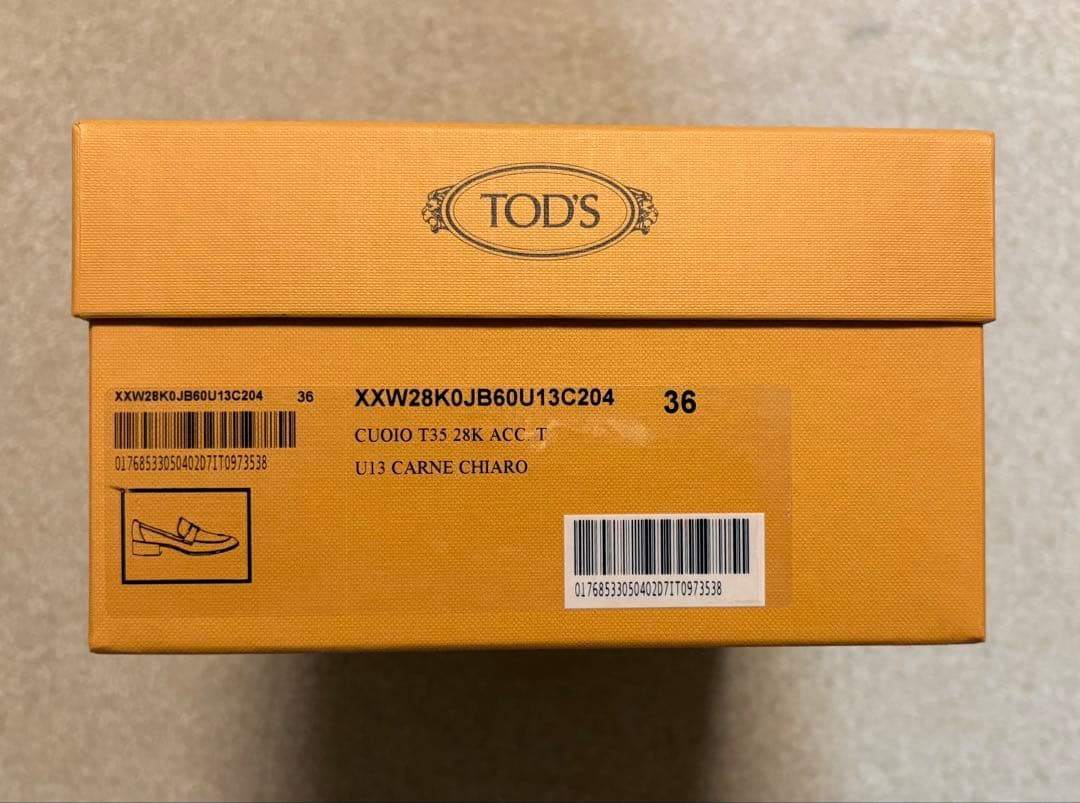 TOD'S
XXW28K0JB60U13C204 36
01768533050402D7IT0973538
XXW28K0JB60U13C204 36
CUOIO T35 28K ACC. T
U13 CARNE CHIARO
01768533050402D7IT0973538